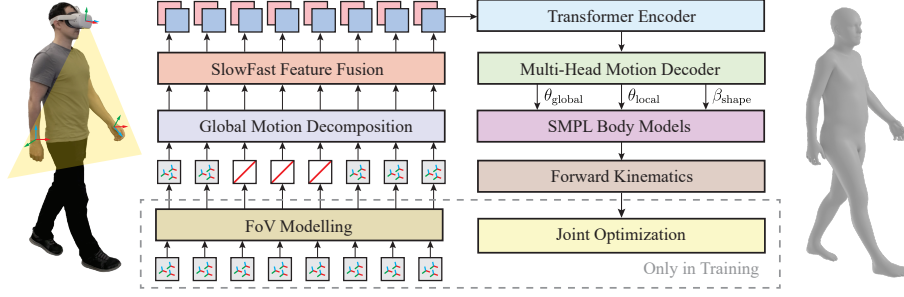 SlowFast Feature Fusion
Global Motion Decomposition
FoV Modelling
Transformer Encoder
Multi-Head Motion Decoder
θglobal θlocal βshape
SMPL Body Models
Forward Kinematics
Joint Optimization
Only in Training